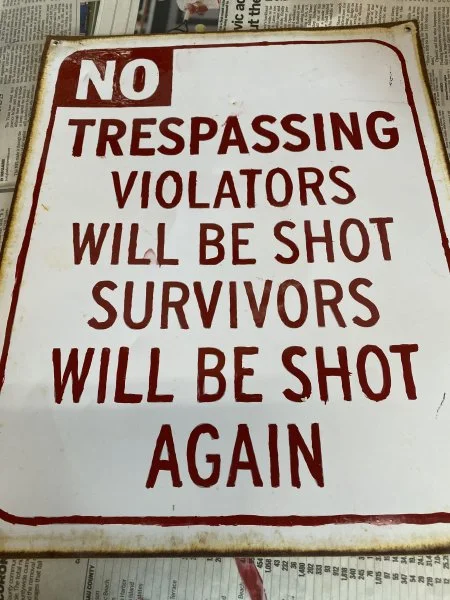 NO
TRESPASSING
VIOLATORS
WILL BE SHOT
SURVIVORS
WILL BE SHOT
AGAIN